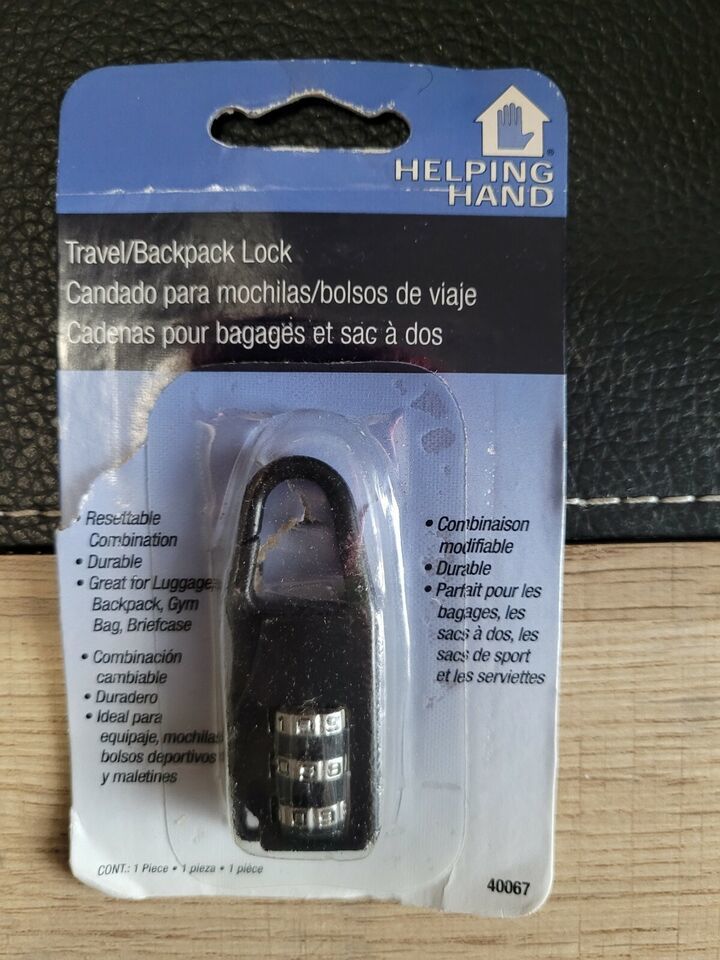 HELPING
HAND
®
Travel/Backpack Lock
Candado para mochilas/bolsos de viaje
Cadenas pour bagages et sac à dos
• Resettable
Combination
• Durable
• Great for Luggage,
Backpack, Gym
Bag, Briefcase
• Combinación
cambiable
• Duradero
• Ideal para
equipaje, mochilas
bolsos deportivos
y maletines
• Combinaison
modifiable
• Durable
• Parfait pour les
bagages, les
sacs à dos, les
sacs de sport
et les serviettes
CONT.: 1 Piece • 1 pieza • 1 pièce
40067